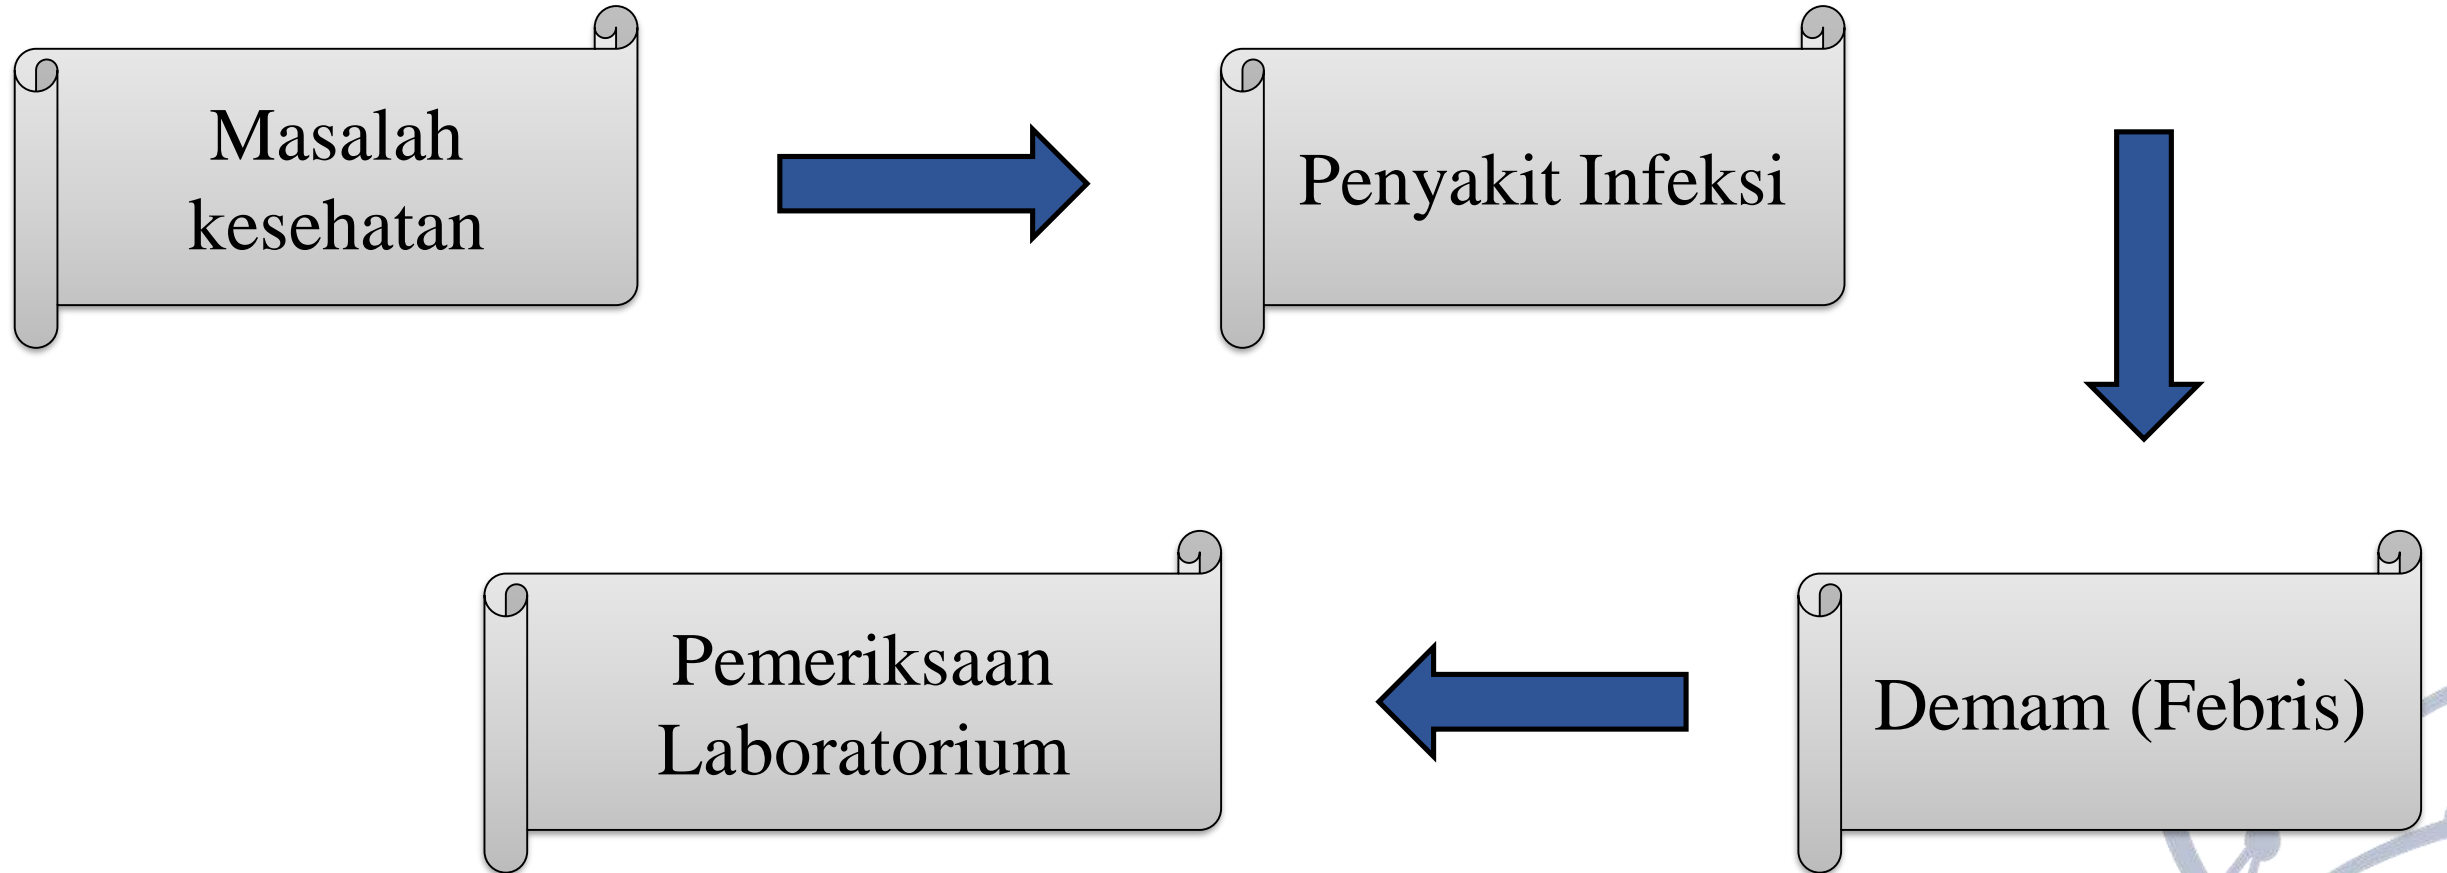 Masalah
kesehatan
Penyakit Infeksi
Demam (Febris)
Pemeriksaan
Laboratorium